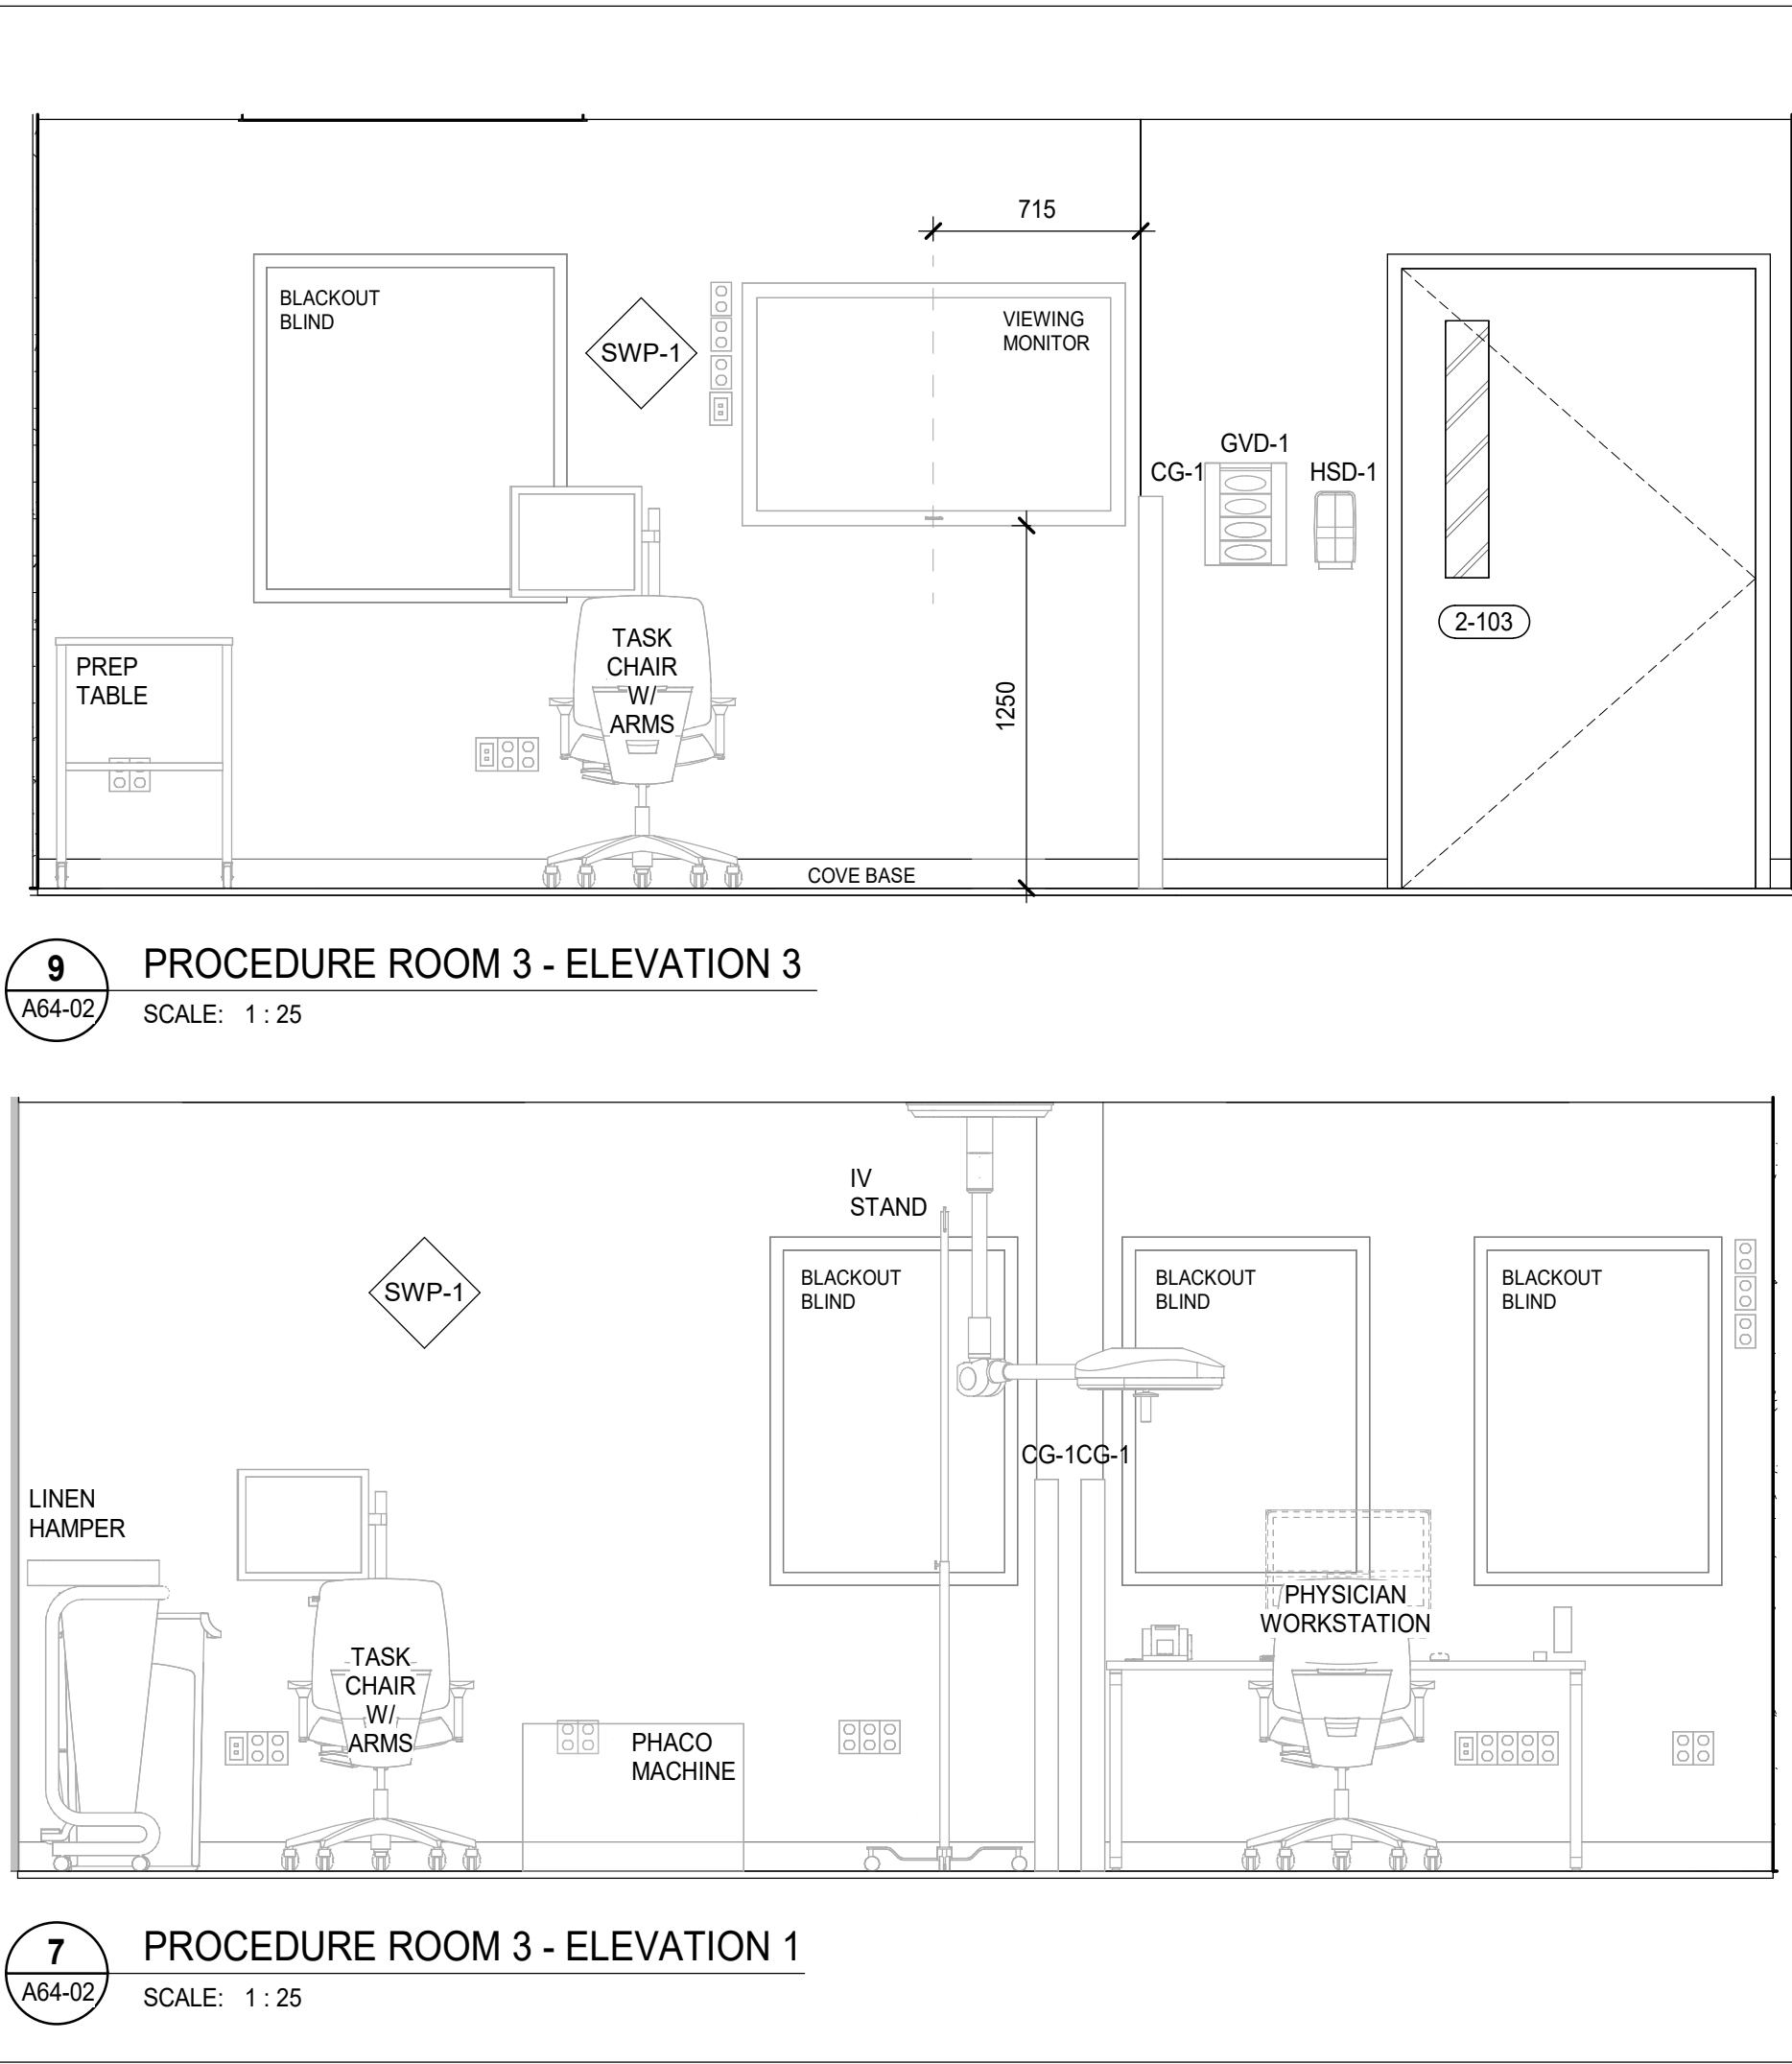 715
BLACKOUT
BLIND
SWP-1
VIEWING
MONITOR
GVD-1
CG-1
HSD-1
2-103
TASK
CHAIR
W/
ARMS
PREP
TABLE
1250
COVE BASE
9
A64-02
PROCEDURE ROOM 3 - ELEVATION 3
SCALE: 1 : 25
IV
STAND
SWP-1
BLACKOUT
BLIND
BLACKOUT
BLIND
BLACKOUT
BLIND
CG-1
CG-1
LINEN
HAMPER
PHYSICIAN
WORKSTATION
TASK
CHAIR
W/
ARMS
PHACO
MACHINE
7
A64-02
PROCEDURE ROOM 3 - ELEVATION 1
SCALE: 1 : 25